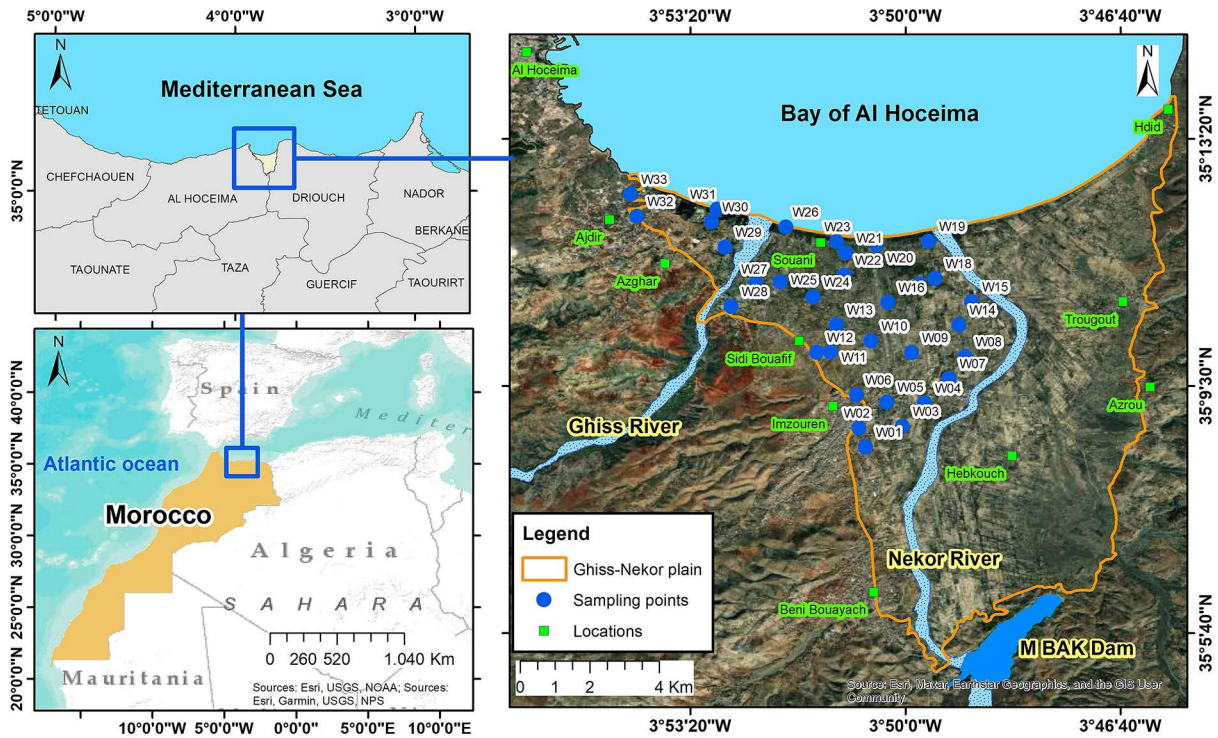 5°0'0"W
4°0'0"W
3°0'0"W
N
Mediterranean Sea
TETOUAN
CHEFCHAOUEN
AL HOCEIMA
DRIOUCH
NADOR
BERKANE
TAOUNATE
TAZA
GUERCIF
TAOURIRT
35°0'0"N
N
Spain
Mediter
Atlantic ocean
Morocco
Algeria
SAHARA
Mauritania
0 260 520 1.040 Km
Sources: Esri, USGS, NOAA; Sources:
Esri, Garmin, USGS, NPS
40°0'0"N
35°0'0"N
30°0'0"N
25°0'0"N
20°0'0"N
10°0'0"W
5°0'0"W
0°0'0"
5°0'0"E
10°0'0"E
3°53'20"W
3°50'0"W
3°46'40"W
N
Al Hoceima
Bay of Al Hoceima
Hdid
W33
W32
W31
W30
W29
W26
W23
W21
W19
Ajdir
Souani
W22
W20
Azghar
W27
W28
W25
W24
W18
W16
W15
W14
Trougout
W13
W12
W10
W09
W08
W07
Sidi Bouafif
W11
W06
W05
W04
Azrou
Imzouren
W02
W03
W01
Ghiss River
Hebkouch
Nekor River
Beni Bouayach
M BAK Dam
Legend
Ghiss-Nekor plain
Sampling points
Locations
0 1 2 4 Km
Source: Esri, Maxar, Earthstar Geographics, and the GIS User
Community
35°13'20"N
35°9'30"N
35°5'40"N
3°53'20"W
3°50'0"W
3°46'40"W